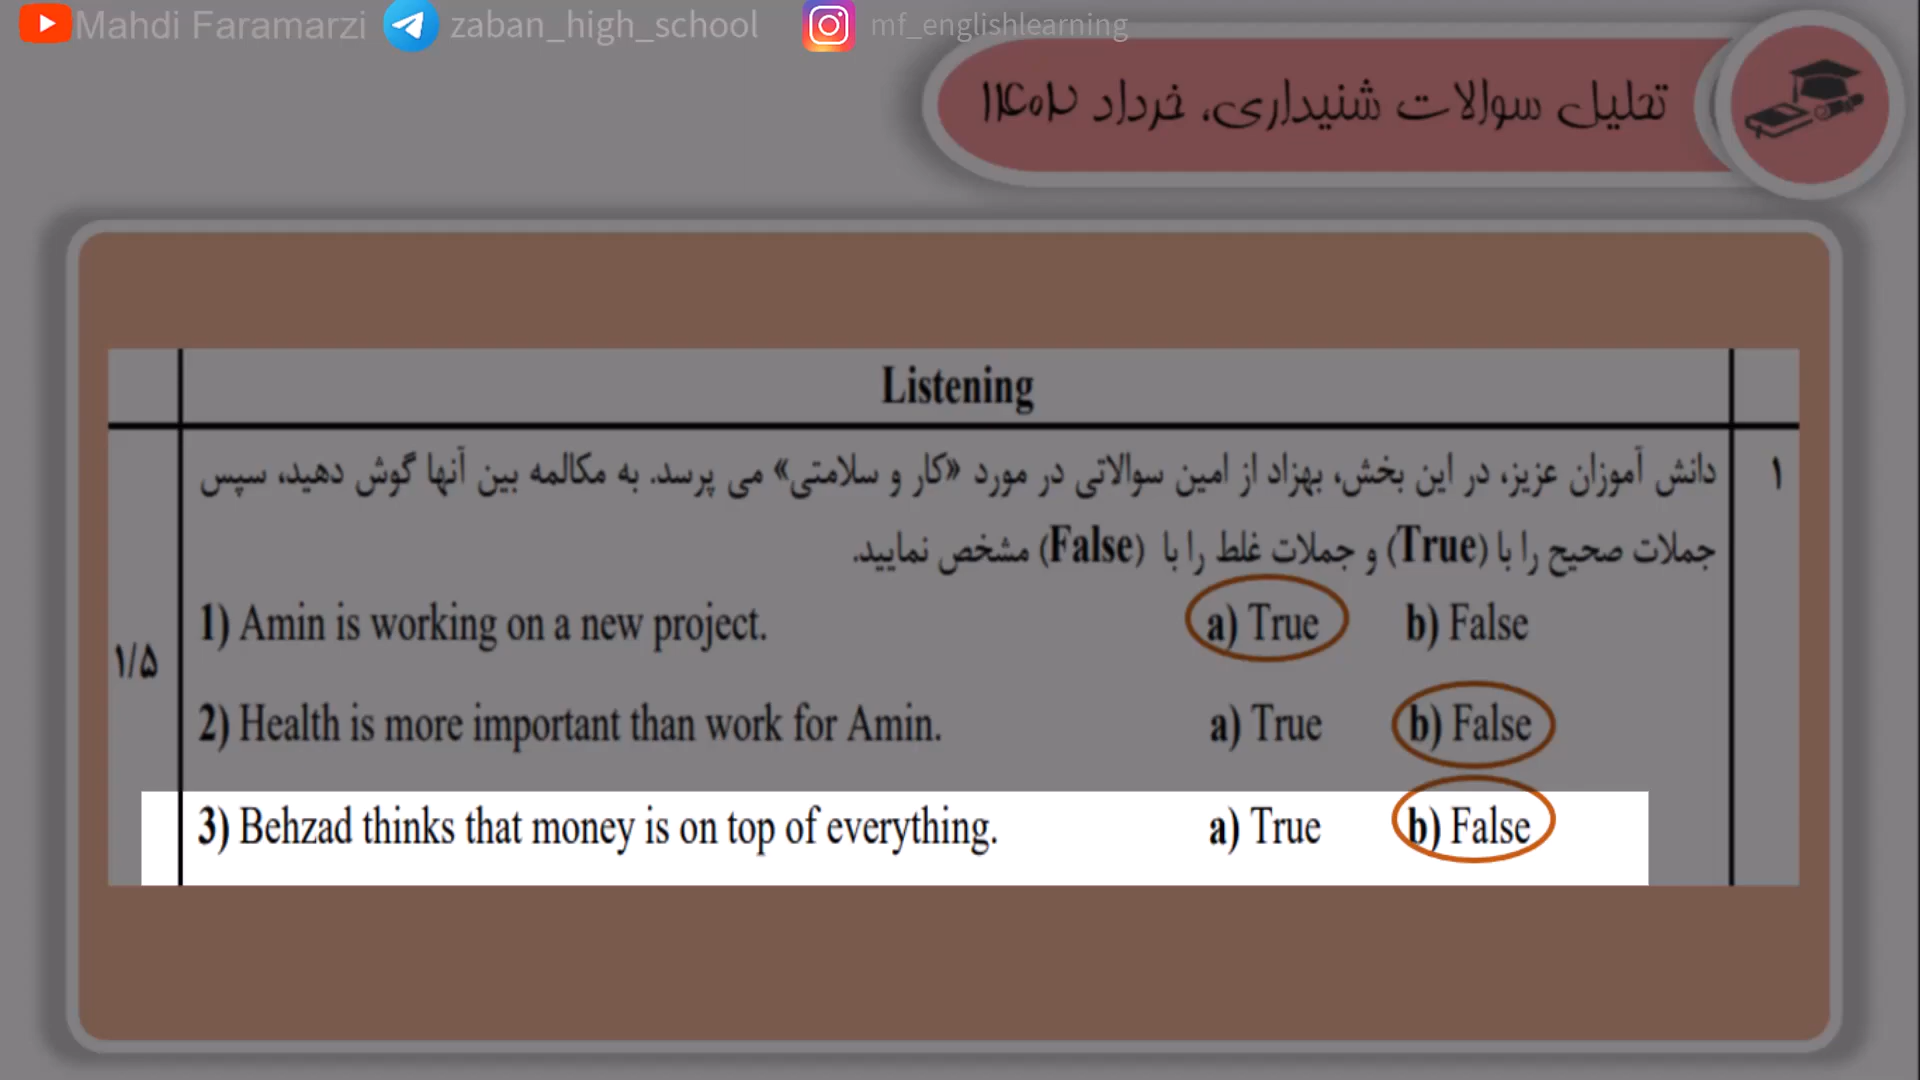 Mahdi Faramarzi zaban_high_school mf_englishlearning
تحلیل سوالات شنیداری، خرداد ۱۴۰۲
Listening
۱
دانش آموزان عزیز، در این بخش، بهزاد از امین سوالاتی در مورد «کار و سلامتی» می پرسد. به مکالمه بین آنها گوش دهید، سپس
جملات صحیح را با (True) و جملات غلط را با (False) مشخص نمایید.
1) Amin is working on a new project. a) True b) False
۱/۵
2) Health is more important than work for Amin. a) True b) False
3) Behzad thinks that money is on top of everything. a) True b) False